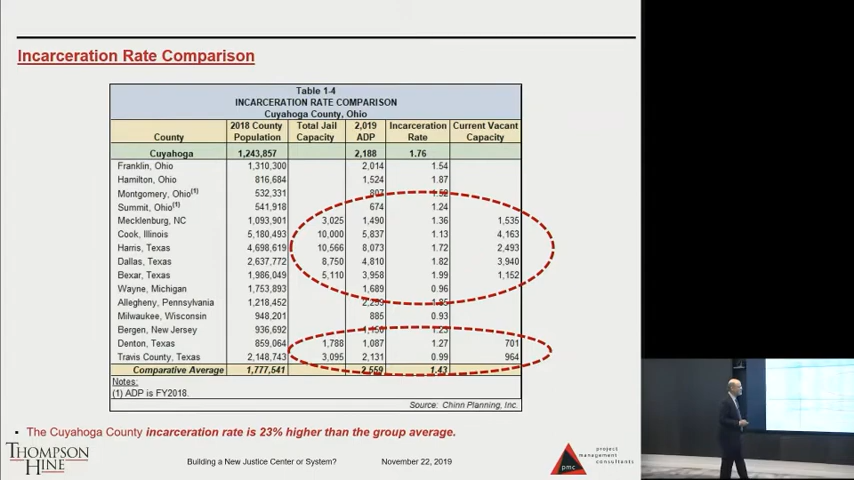 Incarceration Rate Comparison
Table 1-4
INCARCERATION RATE COMPARISON
Cuyahoga County, Ohio
County 2018 County Population Total Jail Capacity 2,019 ADP Incarceration Rate Current Vacant Capacity
Cuyahoga 1,243,857 2,188 1.76
Franklin, Ohio 1,310,300 2,014 1.54
Hamilton, Ohio 816,684 1,524 1.87
Montgomery, Ohio(1) 532,331 807 1.52
Summit, Ohio(1) 541,918 674 1.24
Mecklenburg, NC 1,093,901 3,025 1,490 1.36 1,535
Cook, Illinois 5,180,493 10,000 5,837 1.13 4,163
Harris, Texas 4,698,619 10,566 8,073 1.72 2,493
Dallas, Texas 2,637,772 8,750 4,810 1.82 3,940
Bexar, Texas 1,986,049 5,110 3,958 1.99 1,152
Wayne, Michigan 1,753,893 1,689 0.96
Allegheny, Pennsylvania 1,218,452 2,259 1.85
Milwaukee, Wisconsin 948,201 885 0.93
Bergen, New Jersey 936,692 1.23
Denton, Texas 859,064 1,788 1,087 1.27 701
Travis County, Texas 2,148,743 3,095 2,131 0.99 964
Comparative Average 1,777,541 2,559 1.43
Notes:
(1) ADP is FY2018.
Source: Chinn Planning, Inc.
The Cuyahoga County incarceration rate is 23% higher than the group average.
THOMPSON HINE
Building a New Justice Center or System? November 22, 2019
pmc
project management consultants